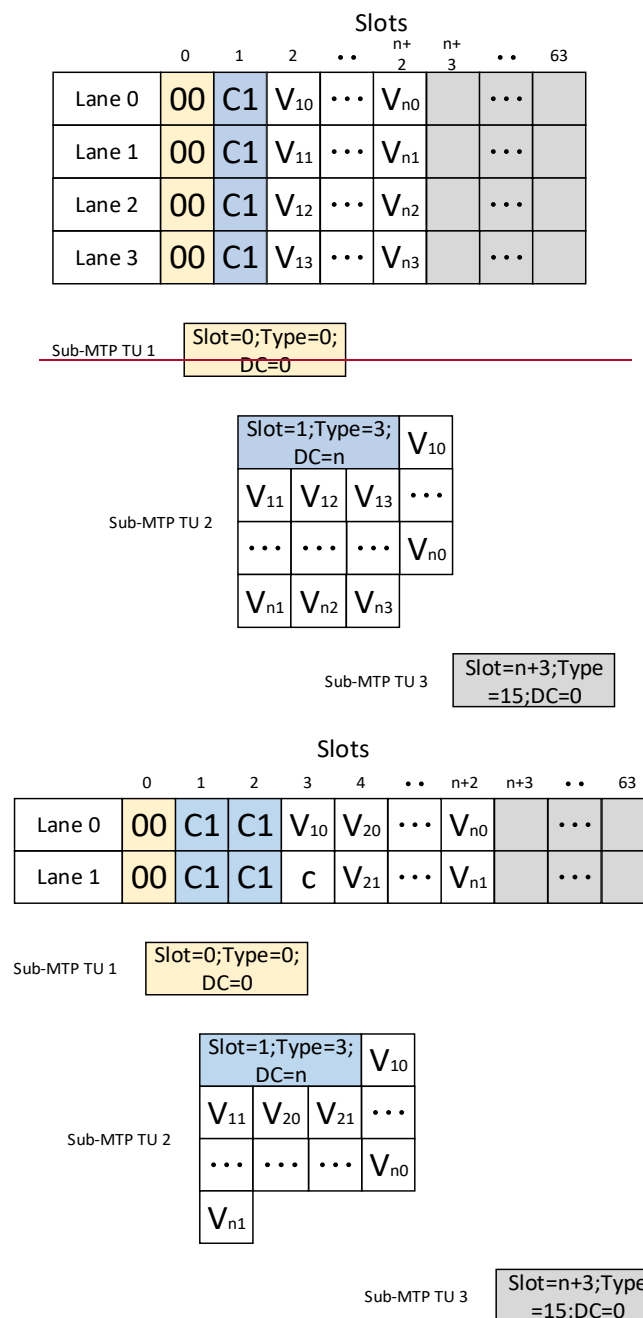 Slots
0 1 2 •• n+2 n+3 •• 63
Lane 0 00 C1 V10 ••• Vn0 •••
Lane 1 00 C1 V11 ••• Vn1 •••
Lane 2 00 C1 V12 ••• Vn2 •••
Lane 3 00 C1 V13 ••• Vn3 •••
Sub-MTP TU 1
Slot=0;Type=0;
DC=0
Slot=1;Type=3;
DC=n
V10
V11 V12 V13 •••
Sub-MTP TU 2
••• ••• ••• Vn0
Vn1 Vn2 Vn3
Sub-MTP TU 3
Slot=n+3;Type
=15;DC=0
Slots
0 1 2 3 4 •• n+2 n+3 •• 63
Lane 0 00 C1 C1 V10 V20 ••• Vn0 •••
Lane 1 00 C1 C1 c V21 ••• Vn1 •••
Sub-MTP TU 1
Slot=0;Type=0;
DC=0
Slot=1;Type=3;
DC=n
V10
V11 V20 V21 •••
Sub-MTP TU 2
••• ••• ••• Vn0
Vn1
Sub-MTP TU 3
Slot=n+3;Type
=15;DC=0